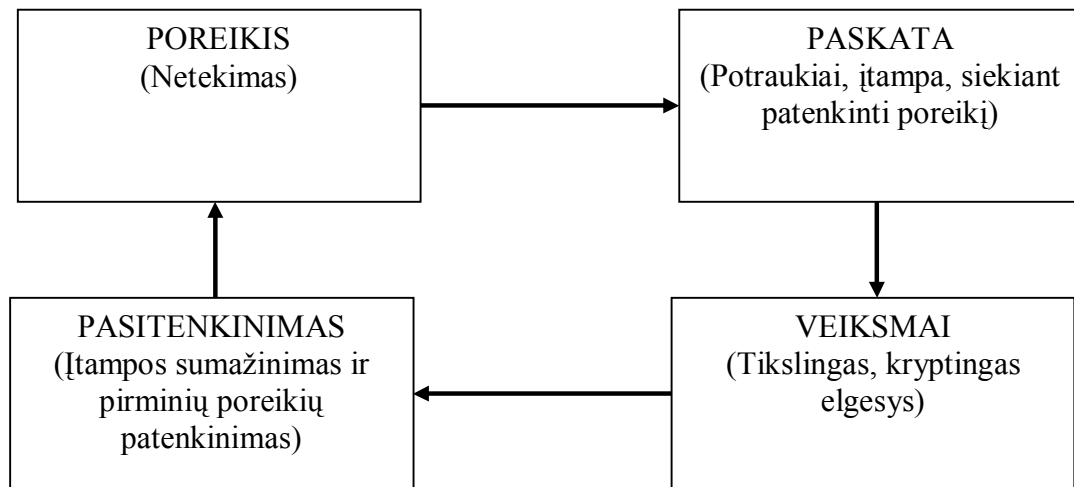 POREIKIS
(Netekimas)
PASKATA
(Potraukiai, įtampa, siekiant
patenkinti poreikį)
PASITENKINIMAS
(Įtampos sumažinimas ir
pirminių poreikių
patenkinimas)
VEIKSMAI
(Tikslingas, kryptingas
elgesys)